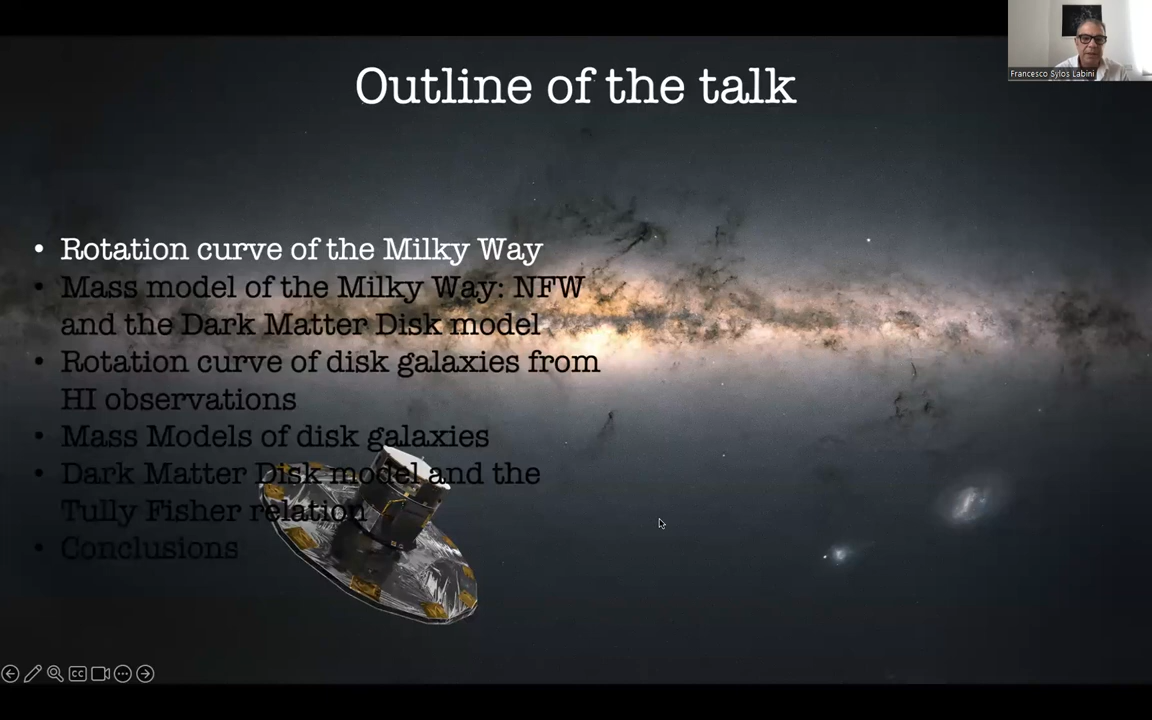 Francesco Sylos Labini
Outline of the talk
• Rotation curve of the Milky Way
• Mass model of the Milky Way: NFW
and the Dark Matter Disk model
• Rotation curve of disk galaxies from
HI observations
• Mass Models of disk galaxies
• Dark Matter Disk model and the
Tully Fisher relation
• Conclusions
CC